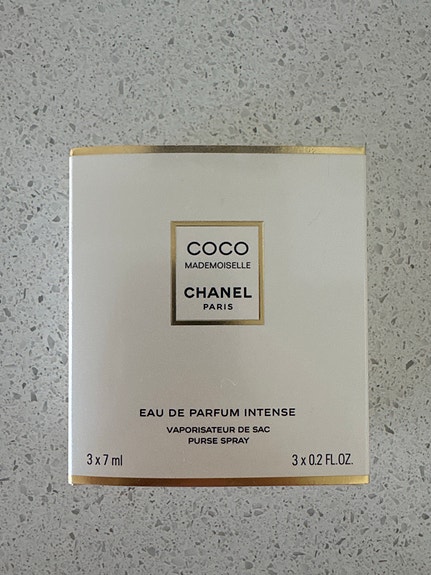 COCO
MADEMOISELLE
CHANEL
PARIS
EAU DE PARFUM INTENSE
VAPORISATEUR DE SAC
PURSE SPRAY
3 x 7 ml 3 x 0.2 FL.OZ.